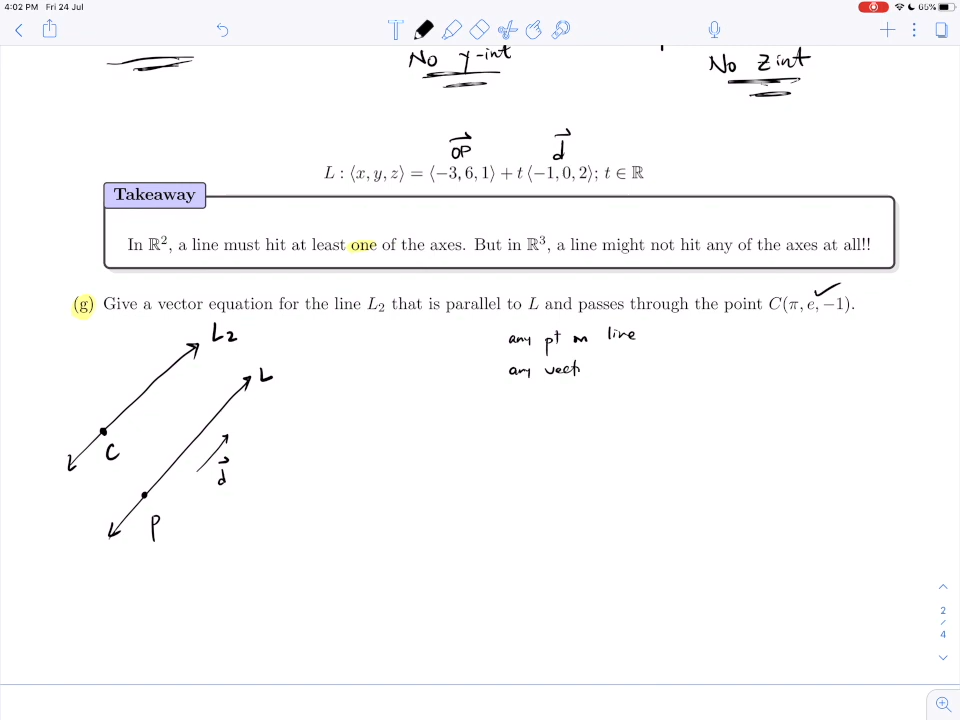 4:02 PM Fri 24 Jul 65%
No y-int No z int
→OP →d
L : ⟨x, y, z⟩ = ⟨−3, 6, 1⟩ + t ⟨−1, 0, 2⟩; t ∈ ℝ
Takeaway
In ℝ², a line must hit at least one of the axes. But in ℝ³, a line might not hit any of the axes at all!!
(g) Give a vector equation for the line L₂ that is parallel to L and passes through the point C(π, e, −1).
any pt on line
any vect
L2
L
C
→d
P
2
/
4